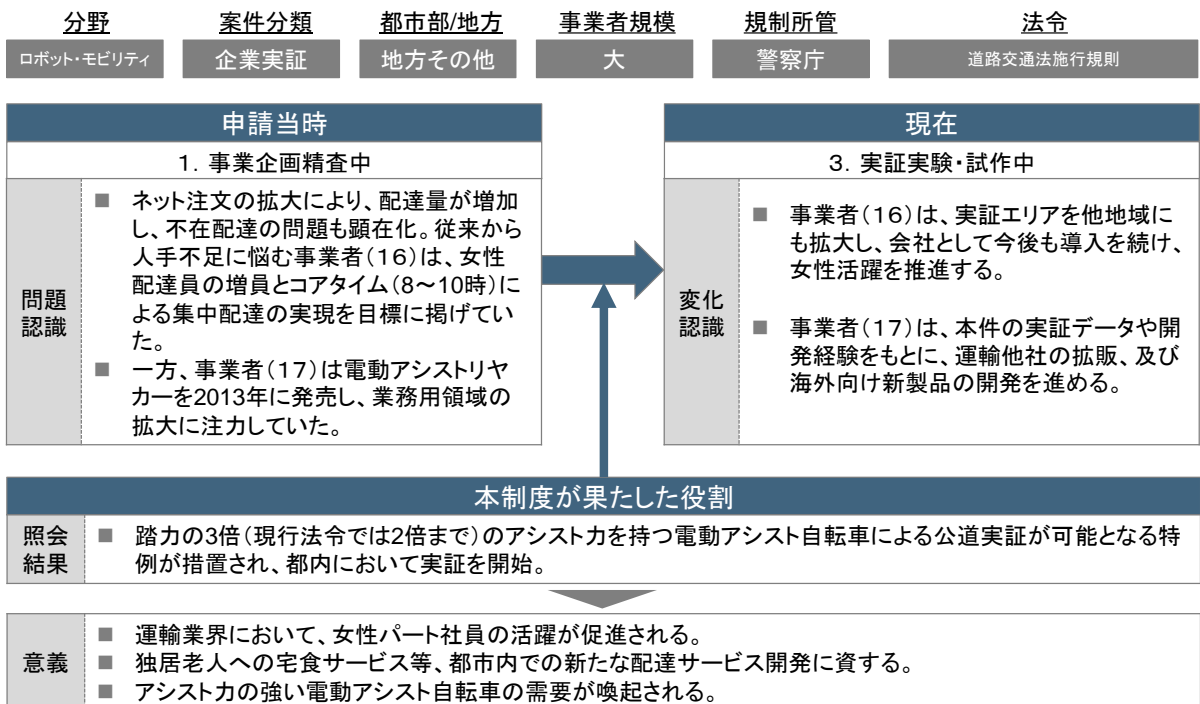 分野 案件分類 都市部/地方 事業者規模 規制所管 法令
ロボット・モビリティ 企業実証 地方その他 大 警察庁 道路交通法施行規則
申請当時
1．事業企画精査中
問題
認識
■ ネット注文の拡大により、配達量が増加
し、不在配達の問題も顕在化。従来から
人手不足に悩む事業者（16）は、女性
配達員の増員とコアタイム（8～10時）に
よる集中配達の実現を目標に掲げてい
た。
■ 一方、事業者（17）は電動アシストリヤ
カーを2013年に発売し、業務用領域の
拡大に注力していた。
現在
3．実証実験・試作中
変化
認識
■ 事業者（16）は、実証エリアを他地域に
も拡大し、会社として今後も導入を続け、
女性活躍を推進する。
■ 事業者（17）は、本件の実証データや開
発経験をもとに、運輸他社の拡販、及び
海外向け新製品の開発を進める。
本制度が果たした役割
照会
結果
■ 踏力の3倍（現行法令では2倍まで）のアシスト力を持つ電動アシスト自転車による公道実証が可能となる特
例が措置され、都内において実証を開始。
意義
■ 運輸業界において、女性パート社員の活躍が促進される。
■ 独居老人への宅食サービス等、都市内での新たな配達サービス開発に資する。
■ アシスト力の強い電動アシスト自転車の需要が喚起される。